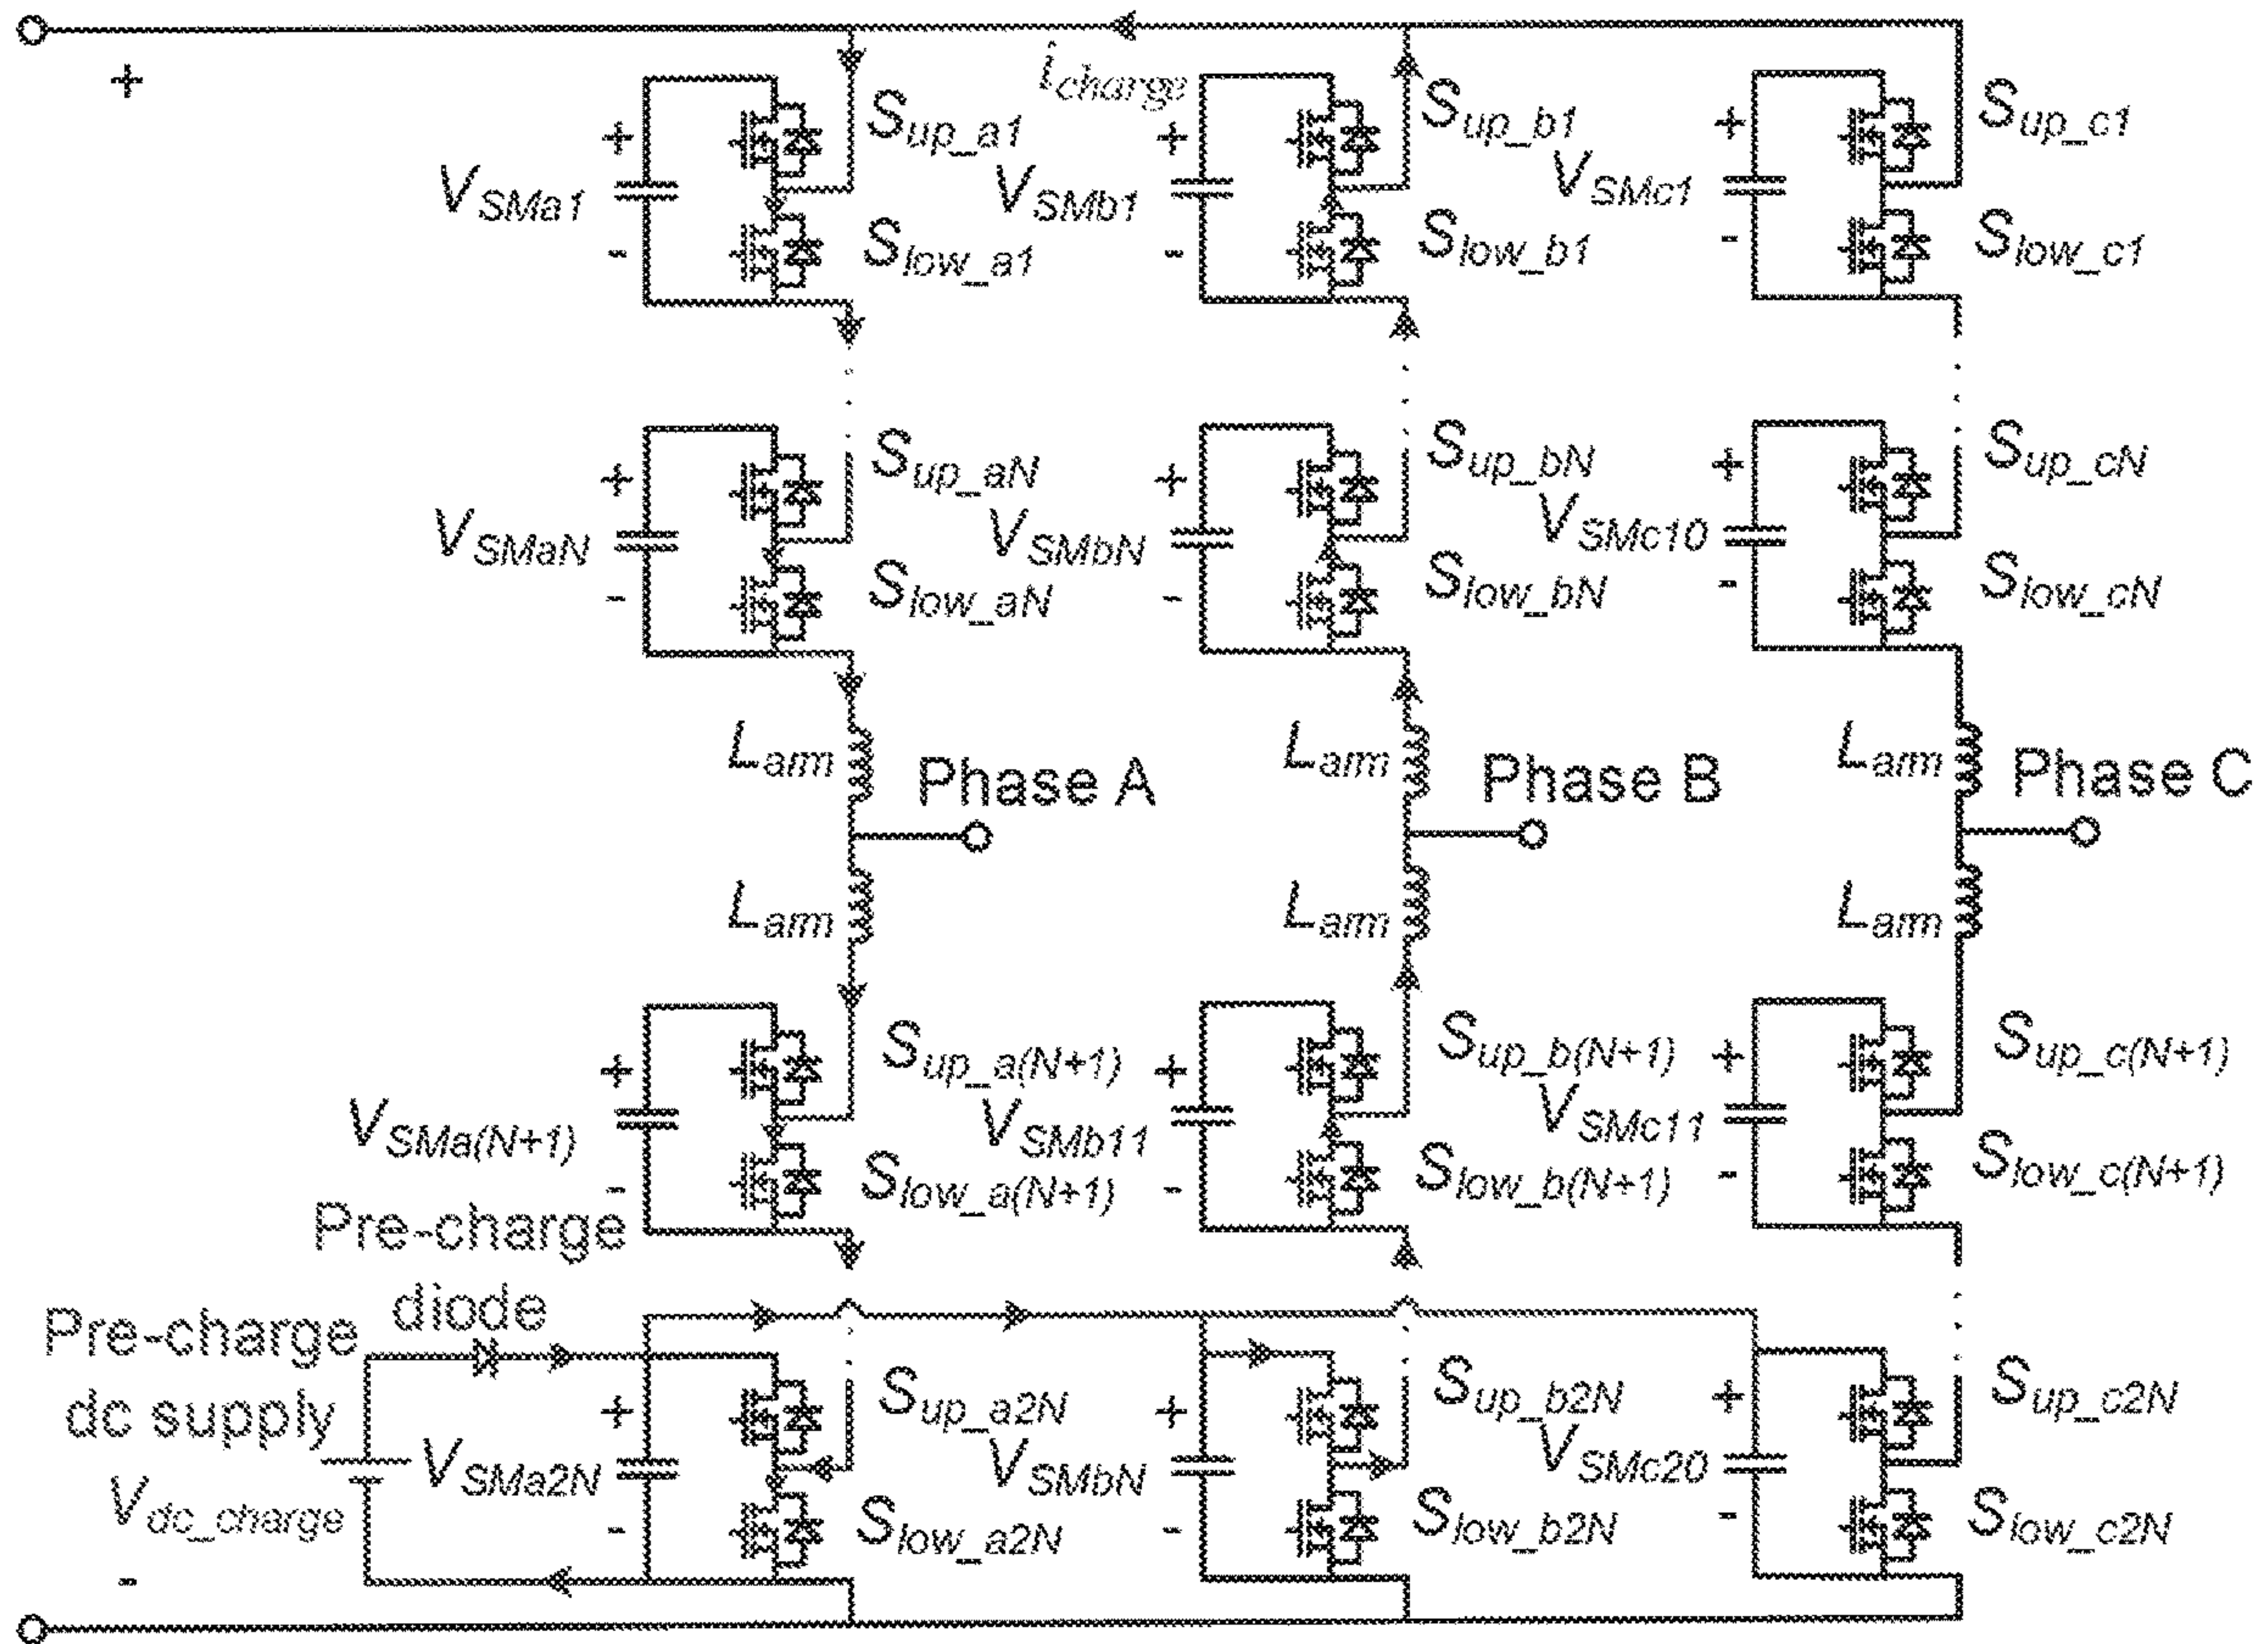 +
i_charge
+ V_SMa1 -
S_up_a1
S_low_a1
+ V_SMb1 -
S_up_b1
S_low_b1
+ V_SMc1 -
S_up_c1
S_low_c1
+ V_SMaN -
S_up_aN
S_low_aN
+ V_SMbN -
S_up_bN
S_low_bN
+ V_SMc10 -
S_up_cN
S_low_cN
L_arm
Phase A
L_arm
L_arm
Phase B
L_arm
L_arm
Phase C
L_arm
+ V_SMa(N+1) -
S_up_a(N+1)
S_low_a(N+1)
+ V_SMb11 -
S_up_b(N+1)
S_low_b(N+1)
+ V_SMc11 -
S_up_c(N+1)
S_low_c(N+1)
Pre-charge
diode
Pre-charge
dc supply
V_dc_charge
+ V_SMa2N -
S_up_a2N
S_low_a2N
+ V_SMbN -
S_up_b2N
S_low_b2N
+ V_SMc20 -
S_up_c2N
S_low_c2N
-